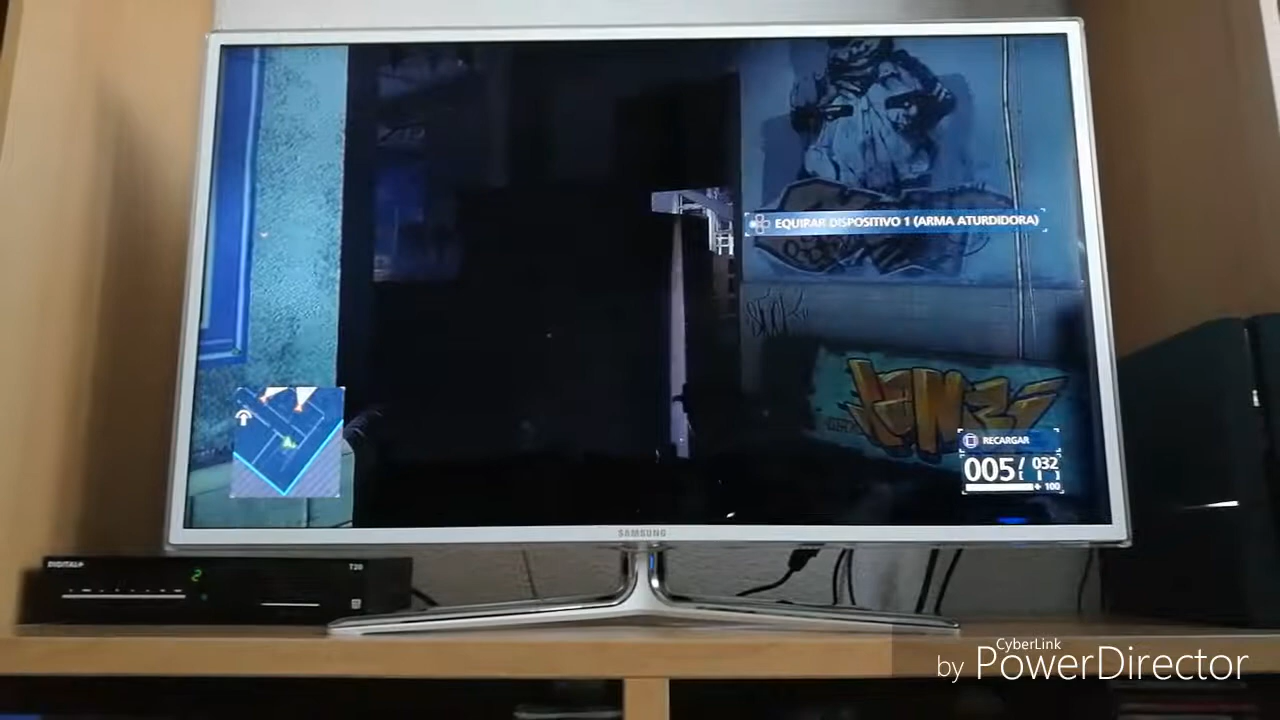 EQUIPAR DISPOSITIVO 1 (ARMA ATURDIDORA)
RECARGAR
005/ 032
+ 100
SAMSUNG
DIGITAL+
2
T20
CyberLink
by PowerDirector